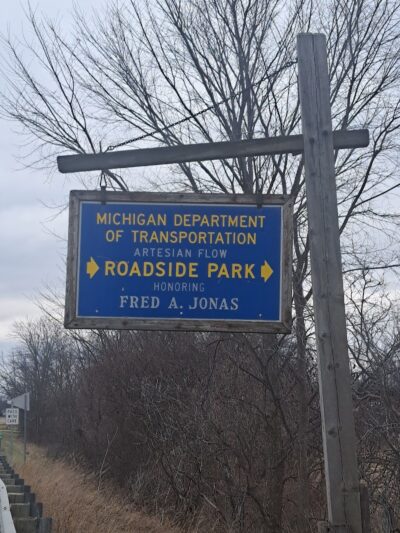 MICHIGAN DEPARTMENT
OF TRANSPORTATION
ARTESIAN FLOW
ROADSIDE PARK
HONORING
FRED A. JONAS